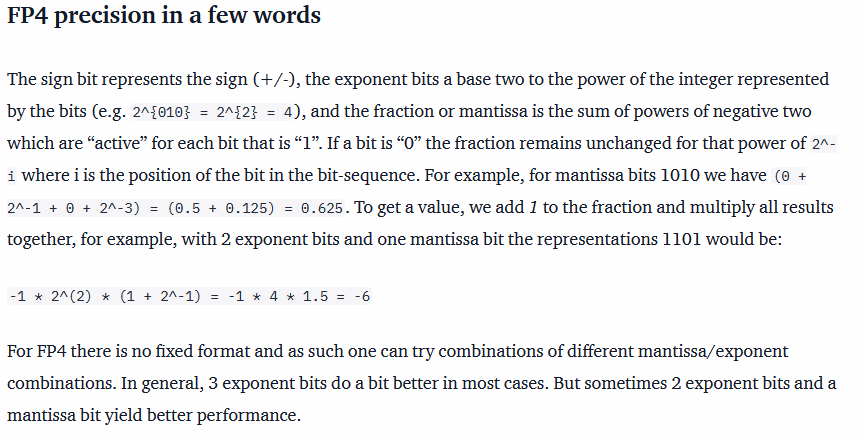 FP4 precision in a few words
The sign bit represents the sign (+/-), the exponent bits a base two to the power of the integer represented
by the bits (e.g. 2^{010} = 2^{2} = 4), and the fraction or mantissa is the sum of powers of negative two
which are “active” for each bit that is “1”. If a bit is “0” the fraction remains unchanged for that power of 2^-
i where i is the position of the bit in the bit-sequence. For example, for mantissa bits 1010 we have (0 +
2^-1 + 0 + 2^-3) = (0.5 + 0.125) = 0.625. To get a value, we add 1 to the fraction and multiply all results
together, for example, with 2 exponent bits and one mantissa bit the representations 1101 would be:
-1 * 2^(2) * (1 + 2^-1) = -1 * 4 * 1.5 = -6
For FP4 there is no fixed format and as such one can try combinations of different mantissa/exponent
combinations. In general, 3 exponent bits do a bit better in most cases. But sometimes 2 exponent bits and a
mantissa bit yield better performance.